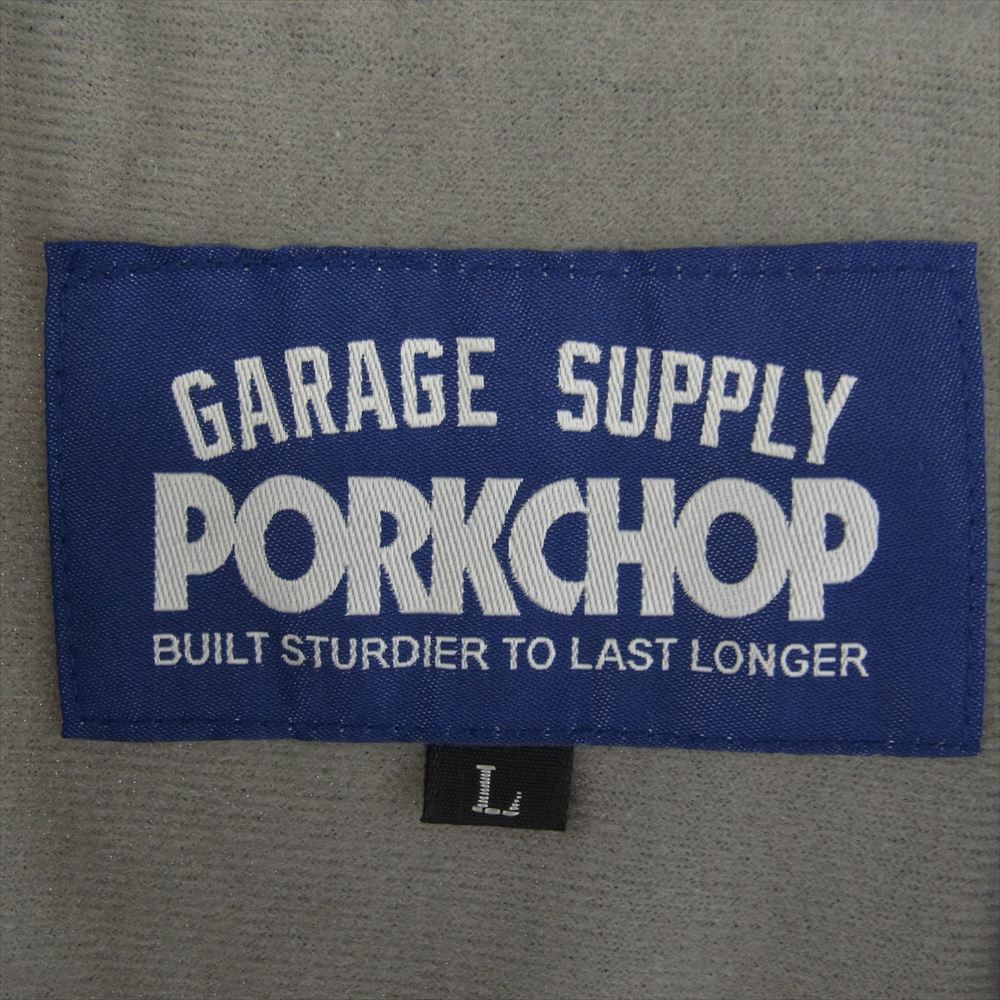 GARAGE SUPPLY
PORKCHOP
BUILT STURDIER TO LAST LONGER
L